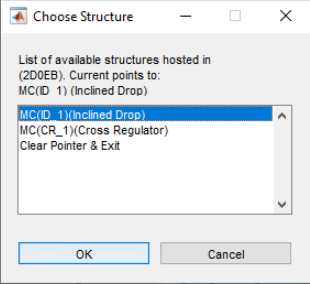 Choose Structure
List of available structures hosted in
(2D0EB). Current points to:
MC(ID_1) (Inclined Drop)
MC(ID_1)(Inclined Drop)
MC(CR_1)(Cross Regulator)
Clear Pointer & Exit
OK
Cancel